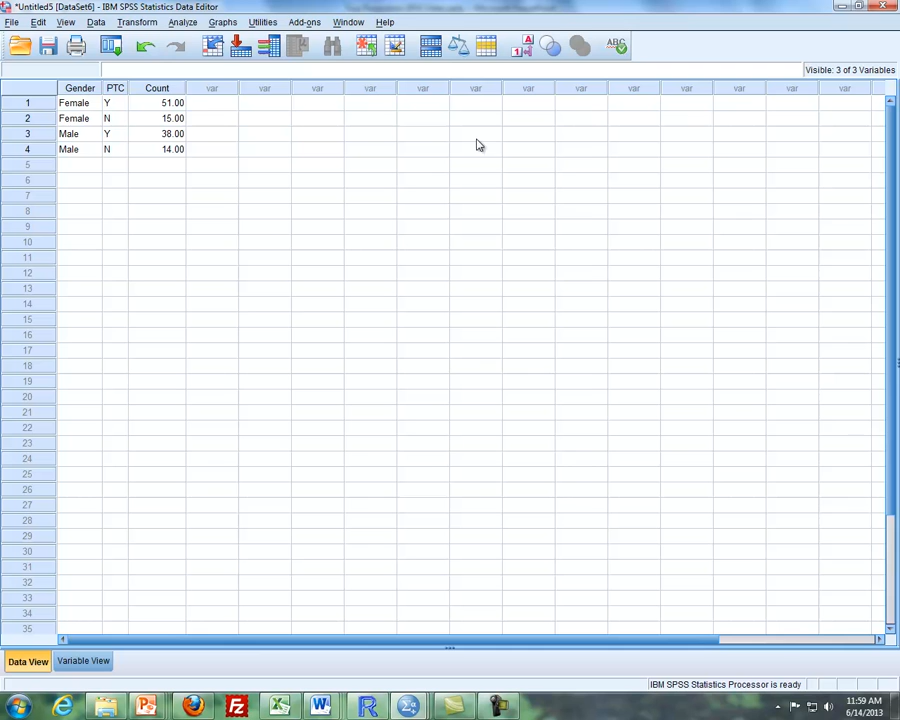 *Untitled5 [DataSet6] - IBM SPSS Statistics Data Editor
File Edit View Data Transform Analyze Graphs Utilities Add-ons Window Help
Visible: 3 of 3 Variables
Gender PTC Count var var var var var var var var var var var var var
1 Female Y 51.00
2 Female N 15.00
3 Male Y 38.00
4 Male N 14.00
5
6
7
8
9
10
11
12
13
14
15
16
17
18
19
20
21
22
23
24
25
26
27
28
29
30
31
32
33
34
35
Data View Variable View
IBM SPSS Statistics Processor is ready
11:59 AM
6/14/2013